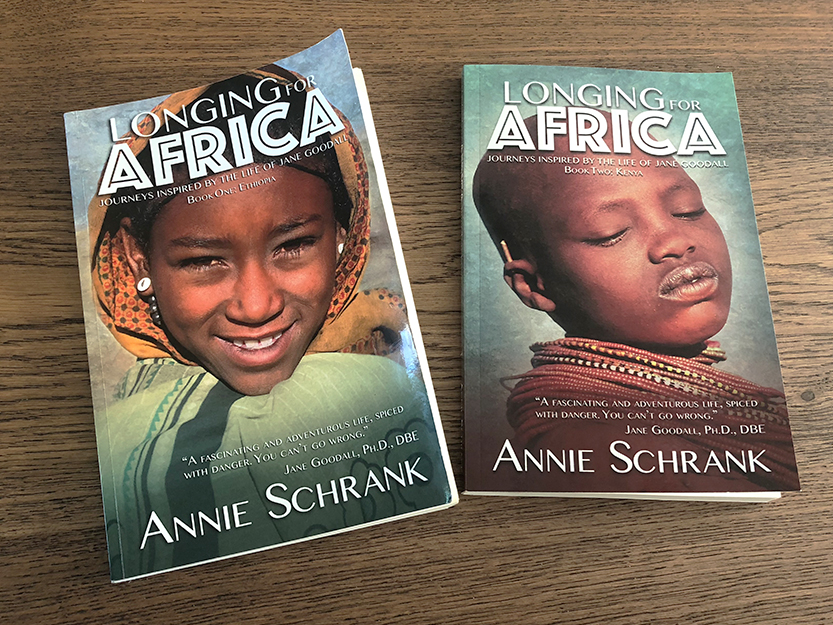 LONGING FOR
AFRICA
JOURNEYS INSPIRED BY THE LIFE OF JANE GOODALL
BOOK ONE: ETHIOPIA
"A FASCINATING AND ADVENTUROUS LIFE, SPICED
WITH DANGER. YOU CAN'T GO WRONG."
JANE GOODALL, PH.D., DBE
ANNIE SCHRANK
LONGING FOR
AFRICA
JOURNEYS INSPIRED BY THE LIFE OF JANE GOODALL
BOOK TWO: KENYA
"A FASCINATING AND ADVENTUROUS LIFE, SPICED
WITH DANGER. YOU CAN'T GO WRONG."
JANE GOODALL, PH.D., DBE
ANNIE SCHRANK